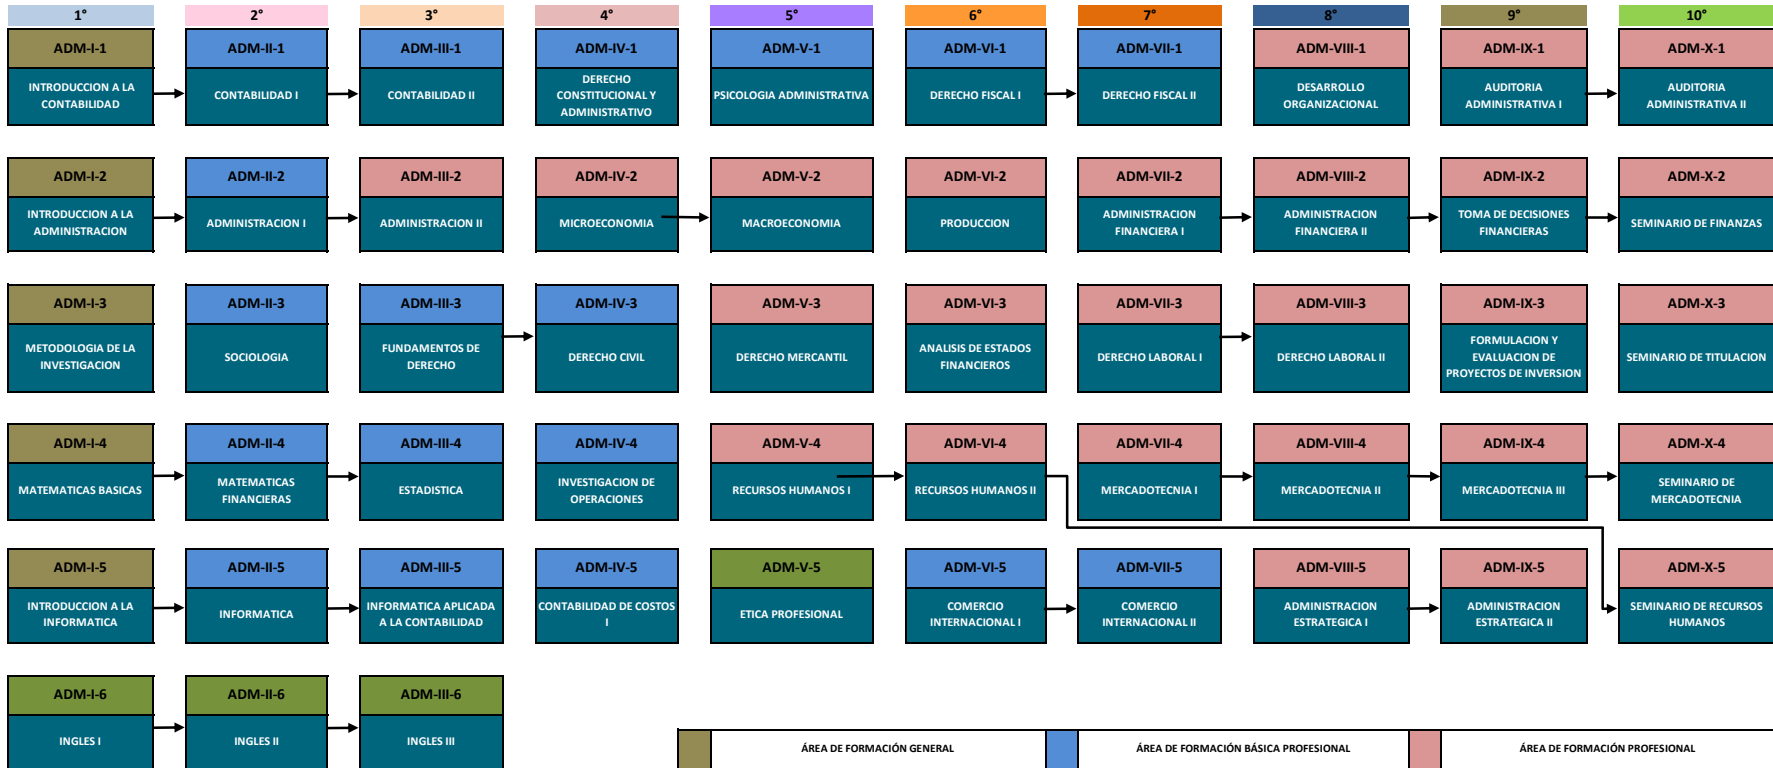 1° 2° 3° 4° 5° 6° 7° 8° 9° 10°
ADM-I-1 ADM-II-1 ADM-III-1 ADM-IV-1 ADM-V-1 ADM-VI-1 ADM-VII-1 ADM-VIII-1 ADM-IX-1 ADM-X-1
INTRODUCCION A LA
CONTABILIDAD
CONTABILIDAD I
CONTABILIDAD II
DERECHO
CONSTITUCIONAL Y
ADMINISTRATIVO
PSICOLOGIA ADMINISTRATIVA
DERECHO FISCAL I
DERECHO FISCAL II
DESARROLLO
ORGANIZACIONAL
AUDITORIA
ADMINISTRATIVA I
AUDITORIA
ADMINISTRATIVA II
ADM-I-2 ADM-II-2 ADM-III-2 ADM-IV-2 ADM-V-2 ADM-VI-2 ADM-VII-2 ADM-VIII-2 ADM-IX-2 ADM-X-2
INTRODUCCION A LA
ADMINISTRACION
ADMINISTRACION I
ADMINISTRACION II
MICROECONOMIA
MACROECONOMIA
PRODUCCION
ADMINISTRACION
FINANCIERA I
ADMINISTRACION
FINANCIERA II
TOMA DE DECISIONES
FINANCIERAS
SEMINARIO DE FINANZAS
ADM-I-3 ADM-II-3 ADM-III-3 ADM-IV-3 ADM-V-3 ADM-VI-3 ADM-VII-3 ADM-VIII-3 ADM-IX-3 ADM-X-3
METODOLOGIA DE LA
INVESTIGACION
SOCIOLOGIA
FUNDAMENTOS DE
DERECHO
DERECHO CIVIL
DERECHO MERCANTIL
ANALISIS DE ESTADOS
FINANCIEROS
DERECHO LABORAL I
DERECHO LABORAL II
FORMULACION Y
EVALUACION DE
PROYECTOS DE INVERSION
SEMINARIO DE TITULACION
ADM-I-4 ADM-II-4 ADM-III-4 ADM-IV-4 ADM-V-4 ADM-VI-4 ADM-VII-4 ADM-VIII-4 ADM-IX-4 ADM-X-4
MATEMATICAS BASICAS
MATEMATICAS
FINANCIERAS
ESTADISTICA
INVESTIGACION DE
OPERACIONES
RECURSOS HUMANOS I
RECURSOS HUMANOS II
MERCADOTECNIA I
MERCADOTECNIA II
MERCADOTECNIA III
SEMINARIO DE
MERCADOTECNIA
ADM-I-5 ADM-II-5 ADM-III-5 ADM-IV-5 ADM-V-5 ADM-VI-5 ADM-VII-5 ADM-VIII-5 ADM-IX-5 ADM-X-5
INTRODUCCION A LA
INFORMATICA
INFORMATICA
INFORMATICA APLICADA
A LA CONTABILIDAD
CONTABILIDAD DE COSTOS
I
ETICA PROFESIONAL
COMERCIO
INTERNACIONAL I
COMERCIO
INTERNACIONAL II
ADMINISTRACION
ESTRATEGICA I
ADMINISTRACION
ESTRATEGICA II
SEMINARIO DE RECURSOS
HUMANOS
ADM-I-6 ADM-II-6 ADM-III-6
INGLES I
INGLES II
INGLES III
ÁREA DE FORMACIÓN GENERAL
ÁREA DE FORMACIÓN BÁSICA PROFESIONAL
ÁREA DE FORMACIÓN PROFESIONAL